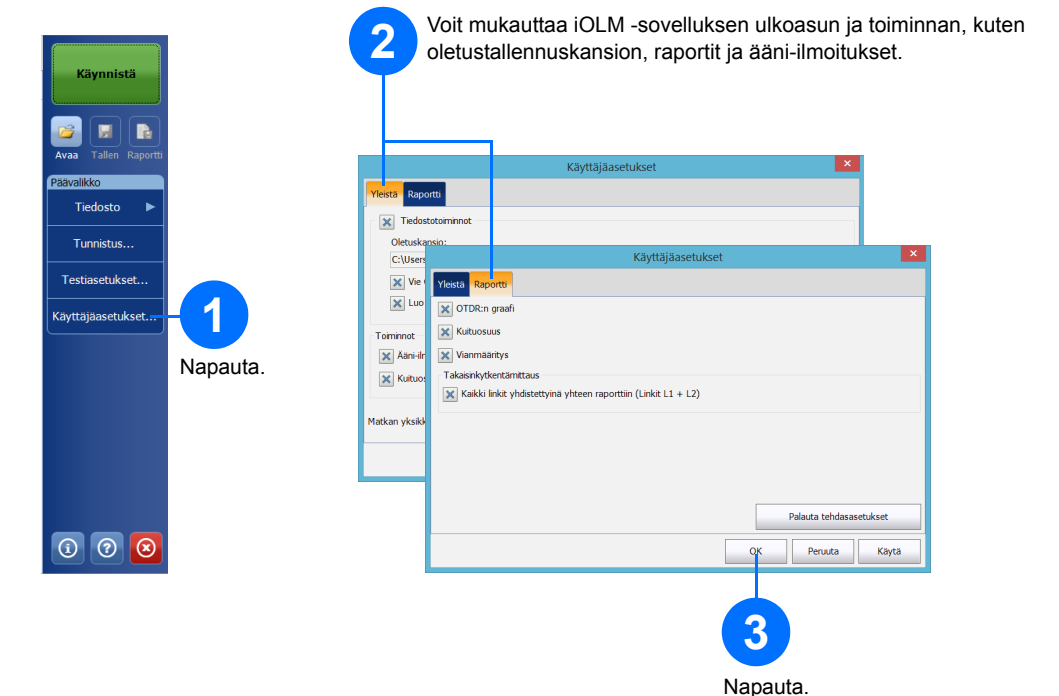 2
Voit mukauttaa iOLM -sovelluksen ulkoasun ja toiminnan, kuten
oletustallennuskansion, raportit ja ääni-ilmoitukset.
Käynnistä
Avaa Tallen Raportti
Päävalikko
Tiedosto
Tunnistus...
Testiasetukset...
Käyttäjäasetukset...
1
Napauta.
Käyttäjäasetukset
Yleistä Raportti
Tiedostotoiminnot
Oletuskansio:
C:\Users
Vie
Luo
Toiminnot
Ääni-iln
Kuituos
Matkan yksikk
Käyttäjäasetukset
Yleistä Raportti
OTDR:n graafi
Kuituosuus
Vianmääritys
Takaisinkytkentämittaus
Kaikki linkit yhdistettyinä yhteen raporttiin (Linkit L1 + L2)
Palauta tehdasasetukset
OK Peruuta Käytä
3
Napauta.